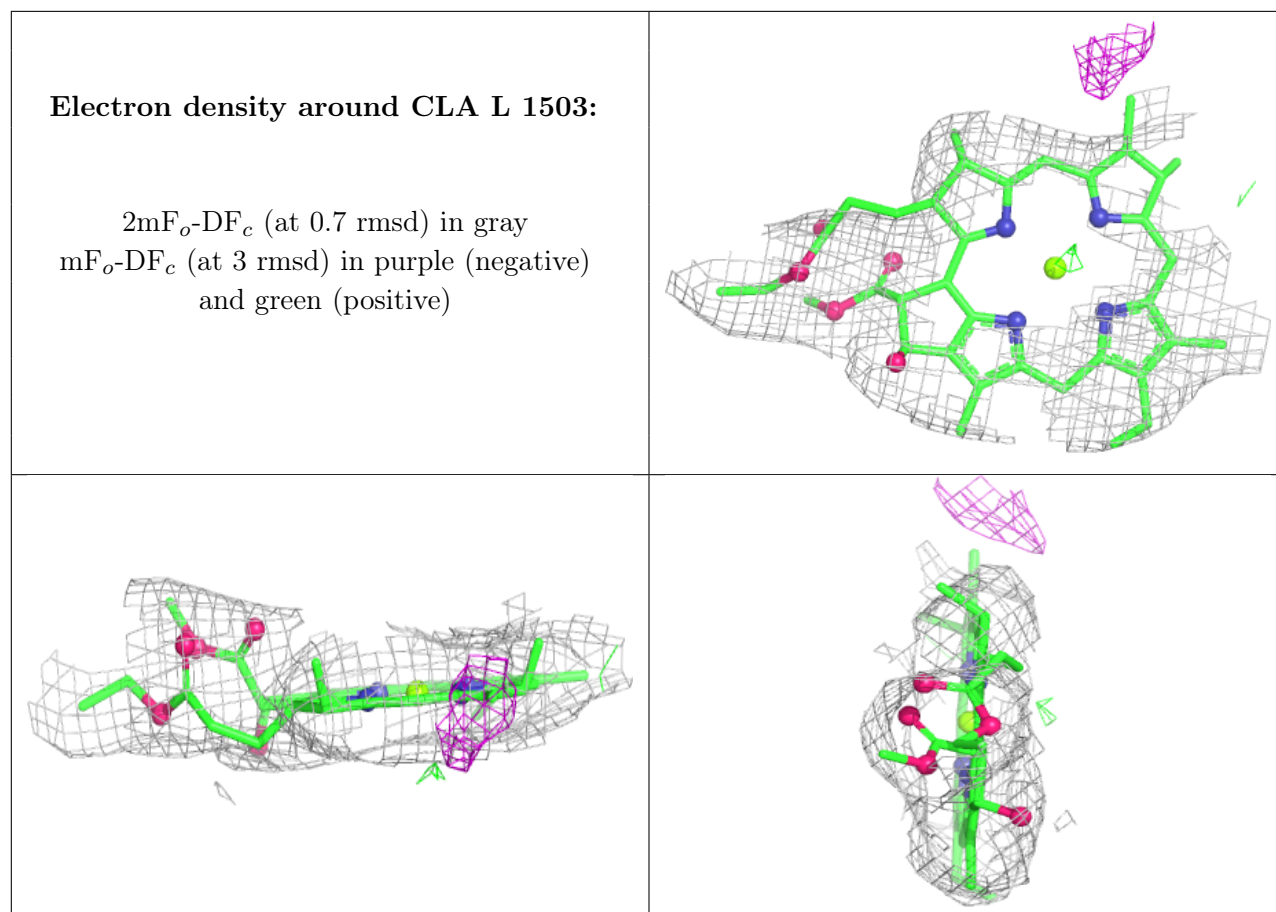 Electron density around CLA L 1503:
2mFo-DFc (at 0.7 rmsd) in gray
mFo-DFc (at 3 rmsd) in purple (negative)
and green (positive)